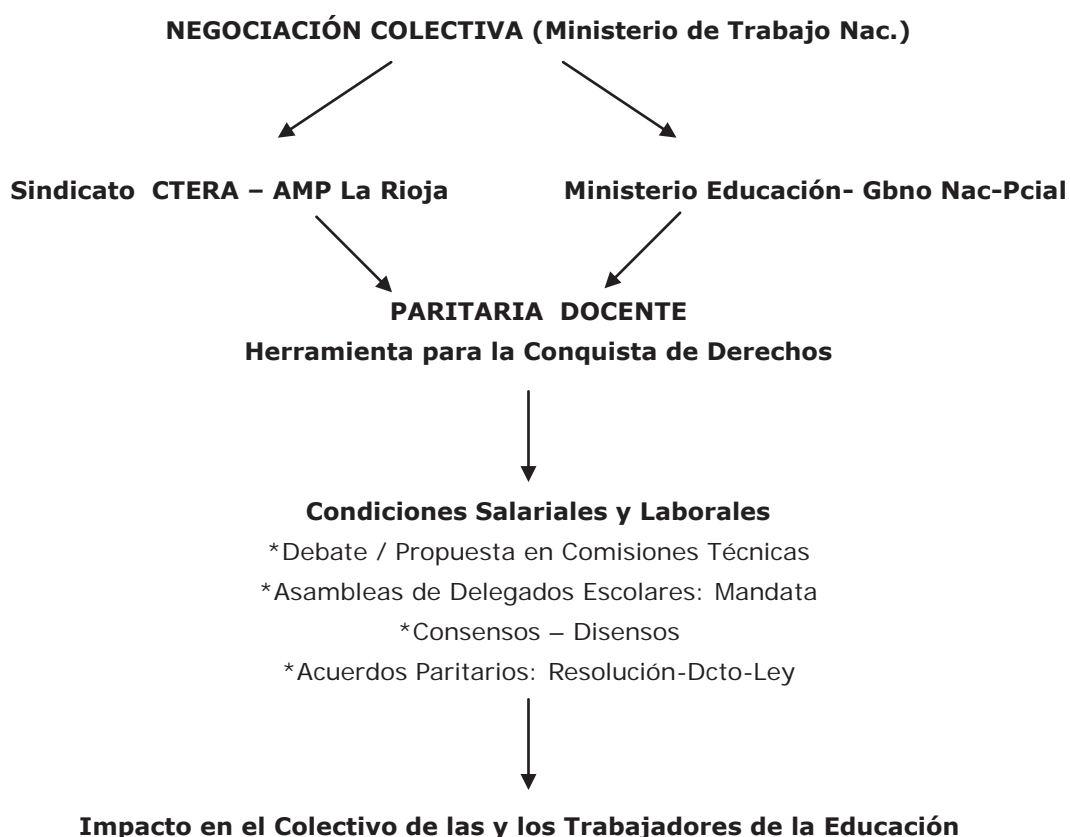 NEGOCIACIÓN COLECTIVA (Ministerio de Trabajo Nac.)
Sindicato CTERA – AMP La Rioja
Ministerio Educación- Gbno Nac-Pcial
PARITARIA DOCENTE
Herramienta para la Conquista de Derechos
Condiciones Salariales y Laborales
*Debate / Propuesta en Comisiones Técnicas
*Asambleas de Delegados Escolares: Mandata
*Consensos – Disensos
*Acuerdos Paritarios: Resolución-Dcto-Ley
Impacto en el Colectivo de las y los Trabajadores de la Educación